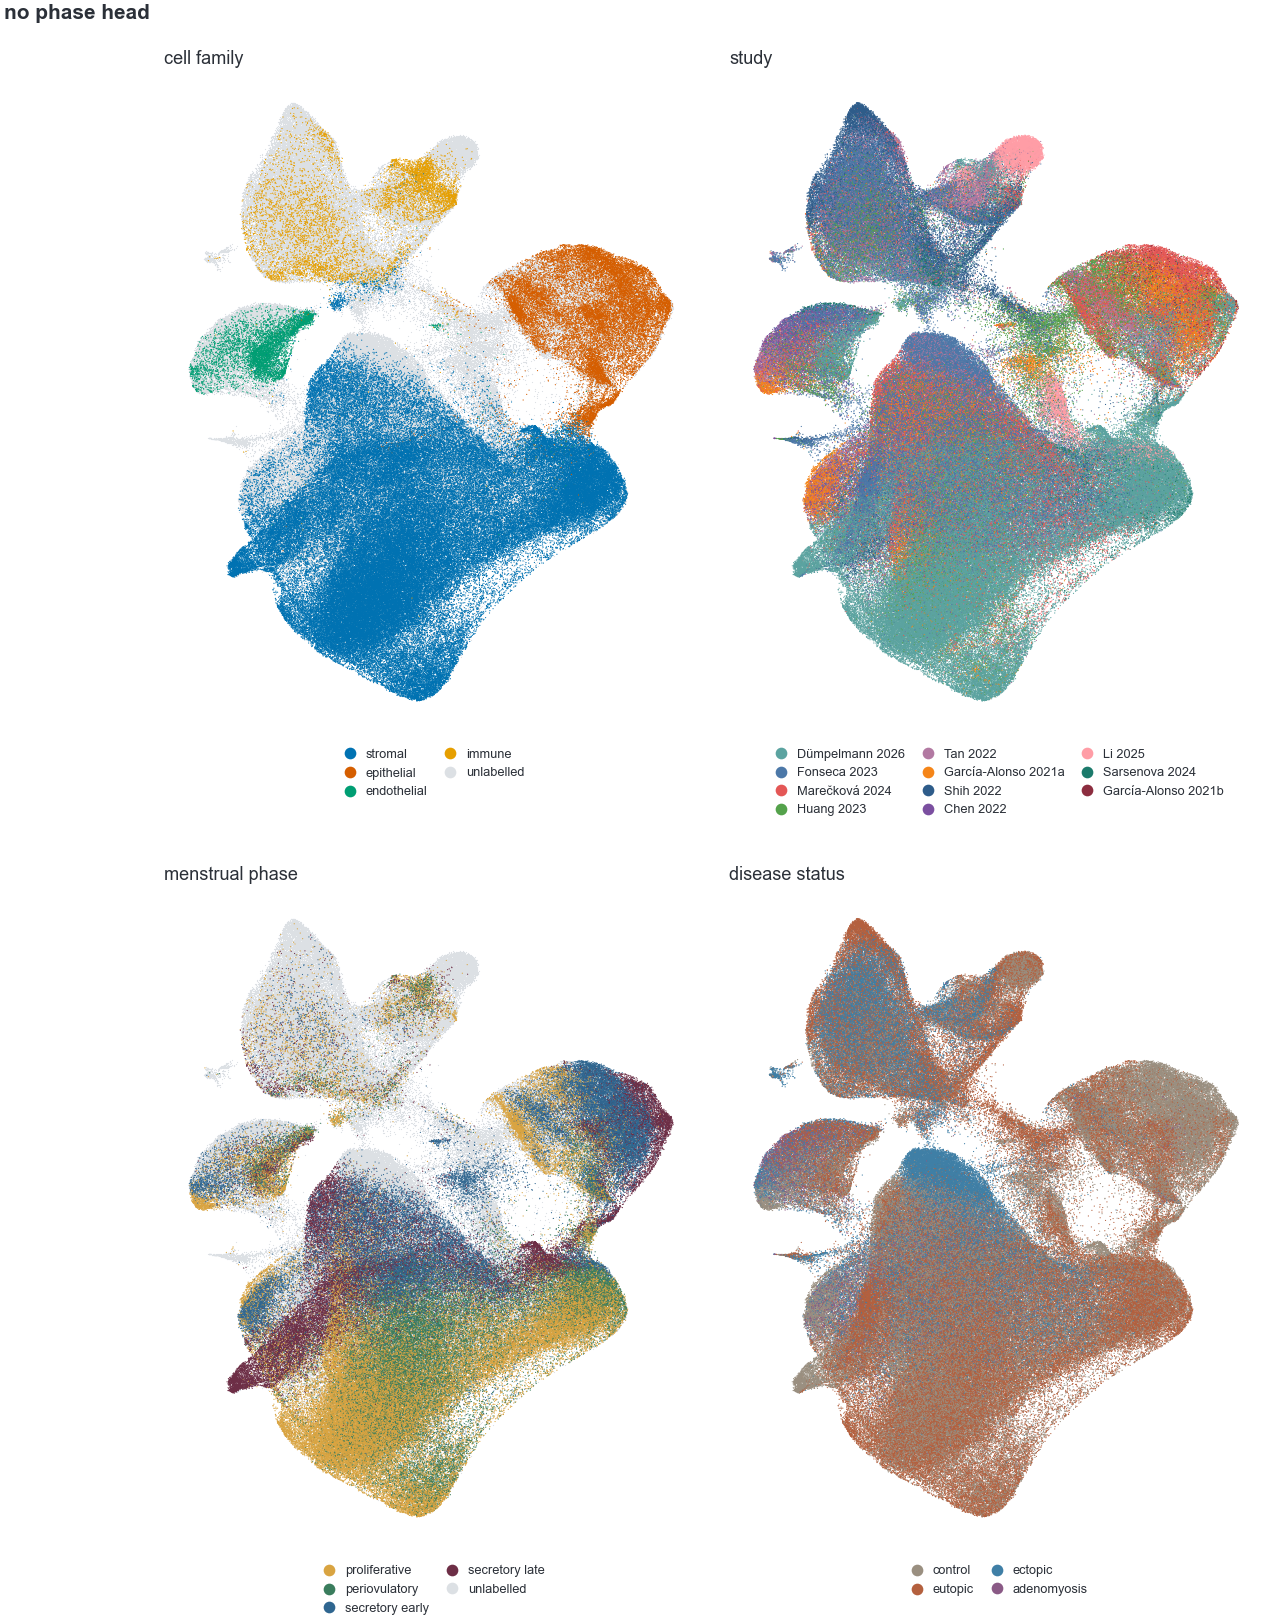 no phase head
cell family
study
stromal
epithelial
endothelial
immune
unlabelled
Dümpelmann 2026
Fonseca 2023
Marečková 2024
Huang 2023
Tan 2022
García-Alonso 2021a
Shih 2022
Chen 2022
Li 2025
Sarsenova 2024
García-Alonso 2021b
menstrual phase
disease status
proliferative
periovulatory
secretory early
secretory late
unlabelled
control
eutopic
ectopic
adenomyosis